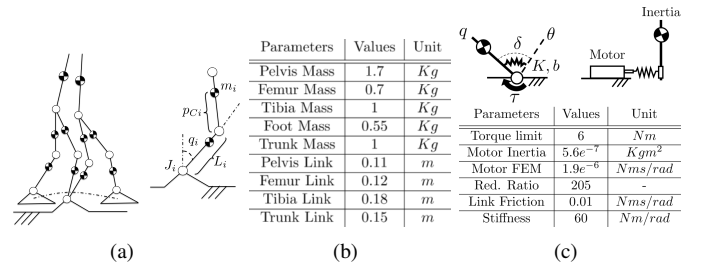 m_i
p_{Ci}
q_i
J_i
L_i
(a)
Parameters Values Unit
Pelvis Mass 1.7 Kg
Femur Mass 0.7 Kg
Tibia Mass 1 Kg
Foot Mass 0.55 Kg
Trunk Mass 1 Kg
Pelvis Link 0.11 m
Femur Link 0.12 m
Tibia Link 0.18 m
Trunk Link 0.15 m
(b)
Inertia
q δ θ
Motor
K, b
τ
Parameters Values Unit
Torque limit 6 Nm
Motor Inertia 5.6e⁻⁷ Kgm²
Motor FEM 1.9e⁻⁶ Nms/rad
Red. Ratio 205 -
Link Friction 0.01 Nms/rad
Stiffness 60 Nm/rad
(c)